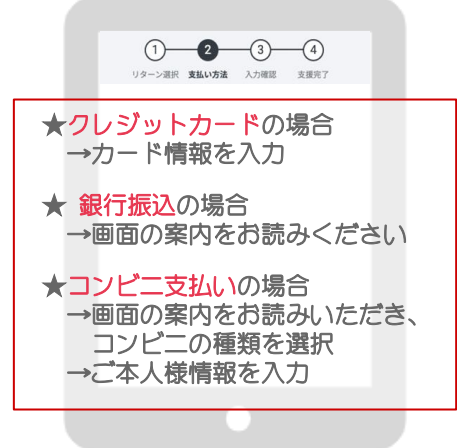 1 2 3 4
リターン選択 支払い方法 入力確認 支援完了
★クレジットカードの場合
→カード情報を入力
★ 銀行振込の場合
→画面の案内をお読みください
★コンビニ支払いの場合
→画面の案内をお読みいただき、
コンビニの種類を選択
→ご本人様情報を入力